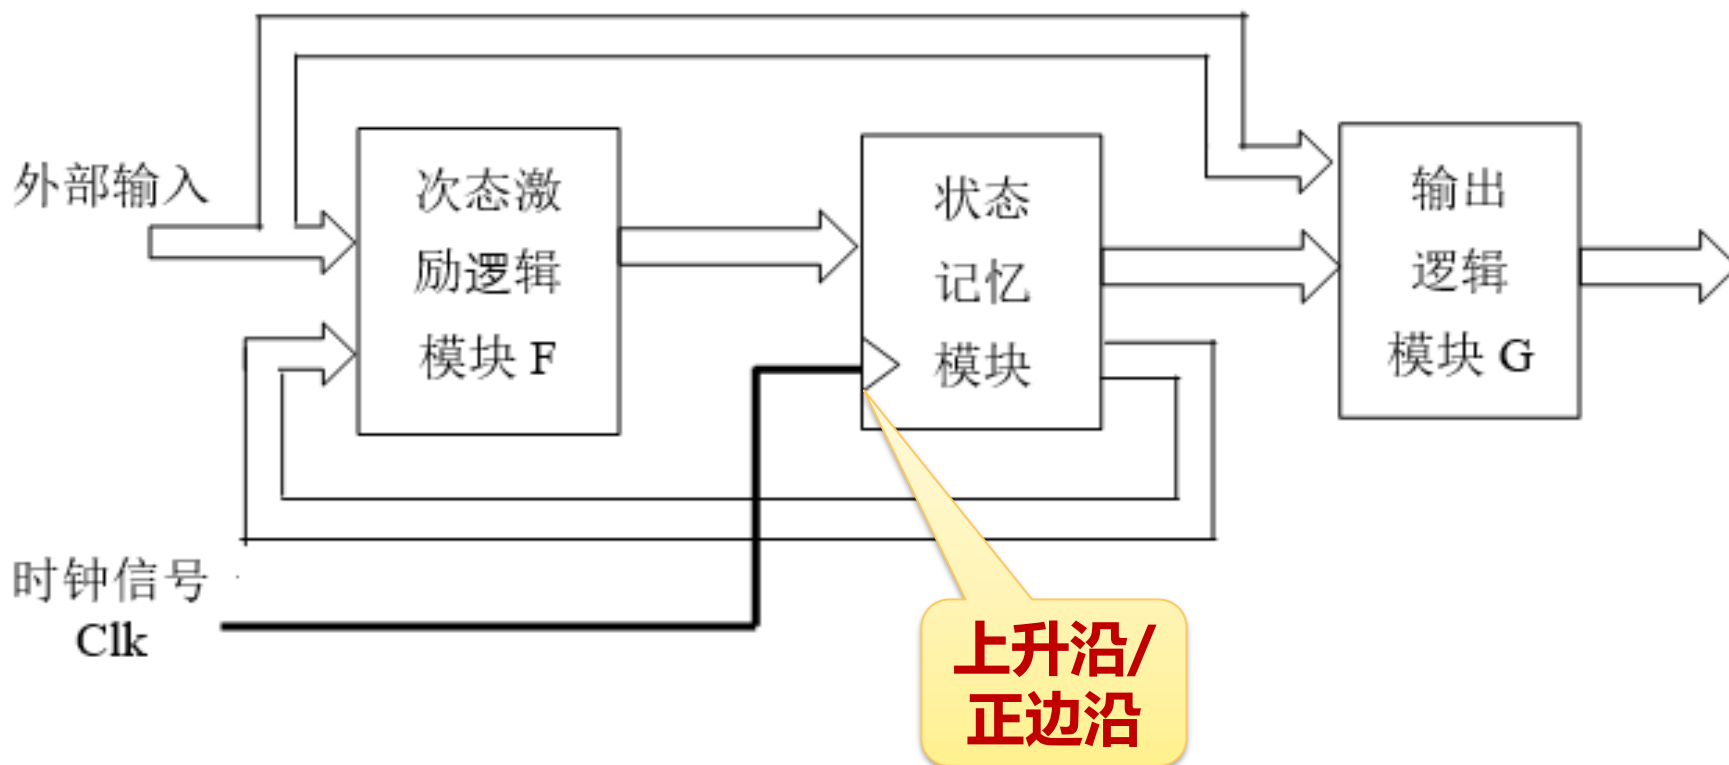 外部输入
次态激
励逻辑
模块 F
状态
记忆
模块
输出
逻辑
模块 G
时钟信号
Clk
上升沿/
正边沿